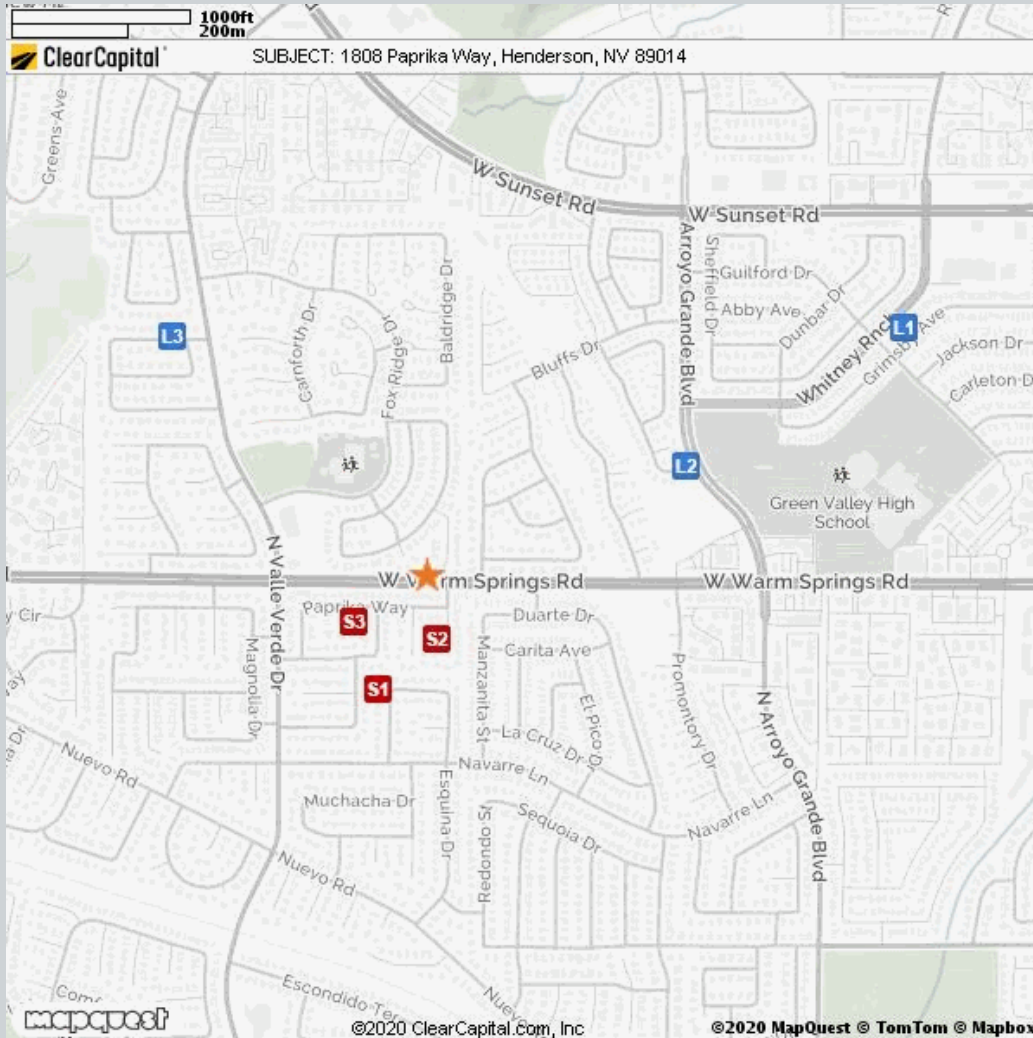 1000ft
200m
ClearCapital
SUBJECT: 1808 Paprika Way, Henderson, NV 89014
Greens Ave
W Sunset Rd
W Sunset Rd
Arroyo Grande Blvd
Sheffield Dr
Guilford Dr
Abby Ave
Dunbar Dr
Whitney Rnch
Grimsby Ave
L1
Jackson Dr
Carleton D
L3
Carnforth Dr
Fox Ridge Dr
Baldridge Dr
Bluffs Dr
L2
Green Valley High
School
N Valle Verde Dr
W Warm Springs Rd
W Warm Springs Rd
Paprika Way
S3
S2
S1
y Cir
Duarte Dr
Carita Ave
Magnolia Dr
Manzanita St
El Pico D
Promontory Dr
La Cruz Dr
Navarre Ln
N Arroyo Grande Blvd
Nuevo Rd
Muchacha Dr
Esquina Dr
Redondo St
Sequoia Dr
Navarre Ln
Nuevo Rd
Escondido Ter
Nuev
mapquest
©2020 ClearCapital.com, Inc
©2020 MapQuest © TomTom © Mapbox